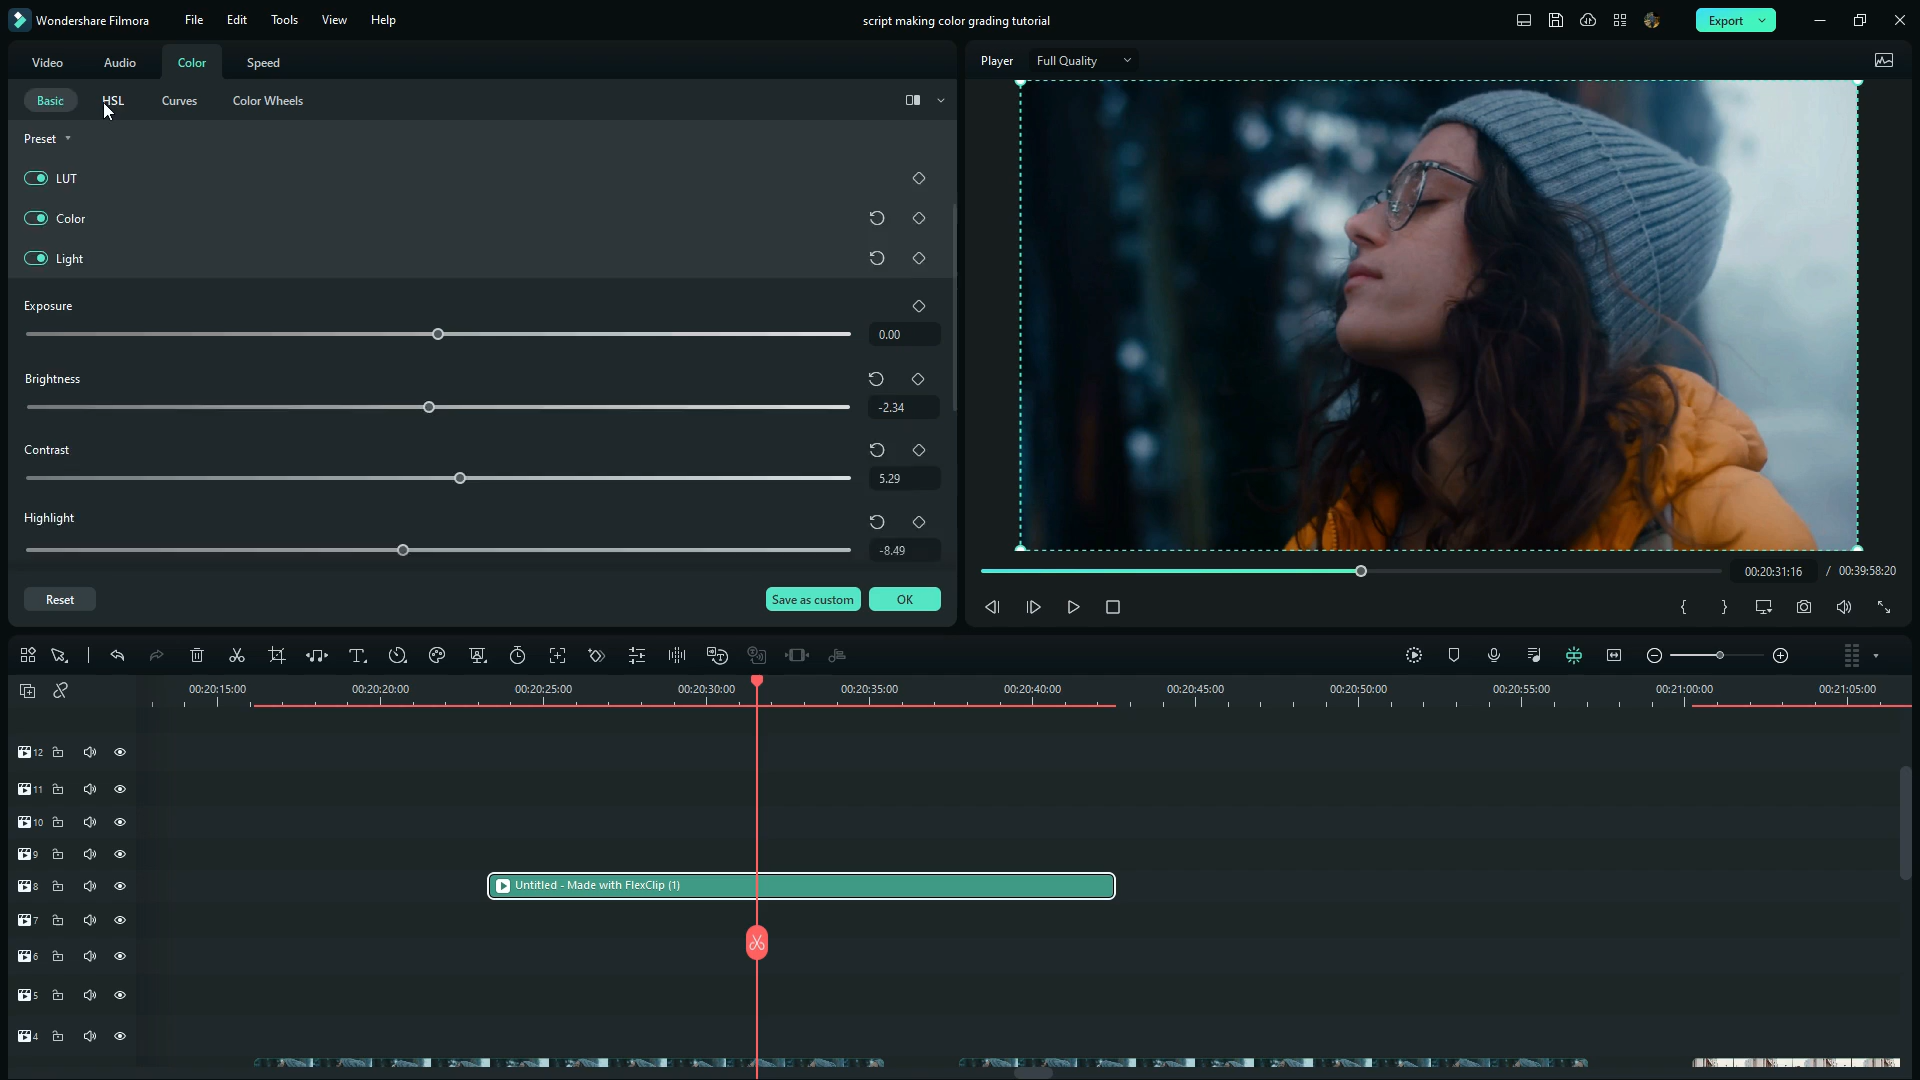 Wondershare Filmora
File Edit Tools View Help
script making color grading tutorial
Export
Video Audio Color Speed
Player Full Quality
Basic HSL Curves Color Wheels
Preset
LUT
Color
Light
Exposure
0.00
Brightness
-2.34
Contrast
5.29
Highlight
-8.49
Reset Save as custom OK
00:20:31:16 / 00:39:58:20
00:20:15:00 00:20:20:00 00:20:25:00 00:20:30:00 00:20:35:00 00:20:40:00 00:20:45:00 00:20:50:00 00:20:55:00 00:21:00:00 00:21:05:00
12
11
10
9
8 Untitled - Made with FlexClip (1)
7
6
5
4